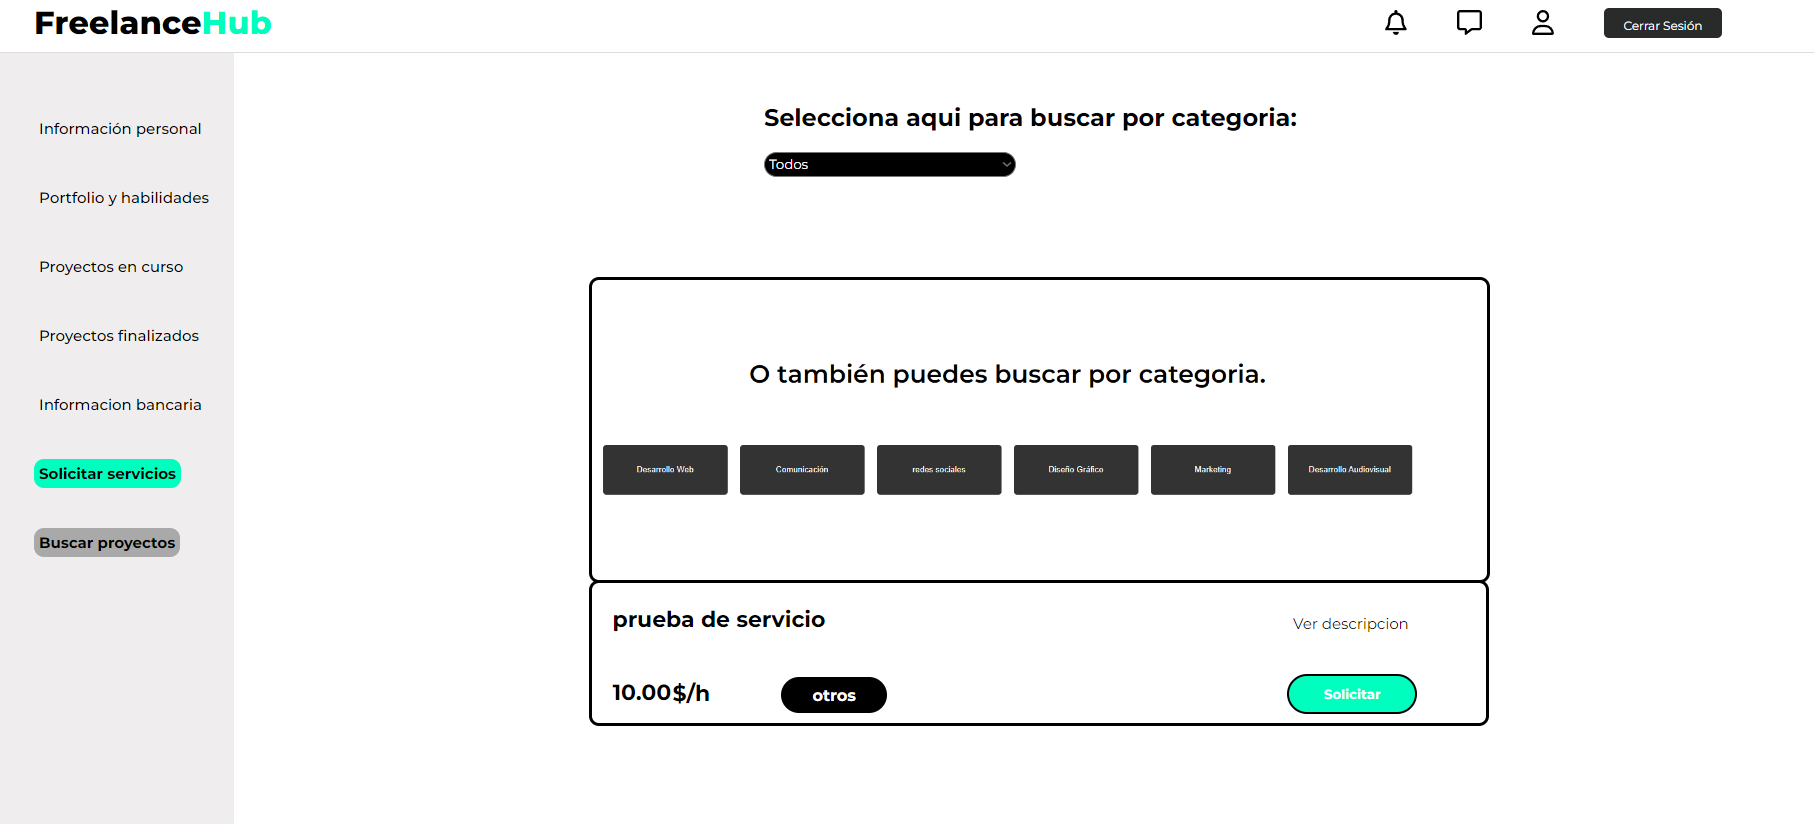 FreelanceHub
Cerrar Sesión
Información personal
Portfolio y habilidades
Proyectos en curso
Proyectos finalizados
Informacion bancaria
Solicitar servicios
Buscar proyectos
Selecciona aqui para buscar por categoria:
Todos
O también puedes buscar por categoria.
Desarrollo Web
Comunicación
redes sociales
Diseño Gráfico
Marketing
Desarrollo Audiovisual
prueba de servicio
Ver descripcion
10.00$/h
otros
Solicitar